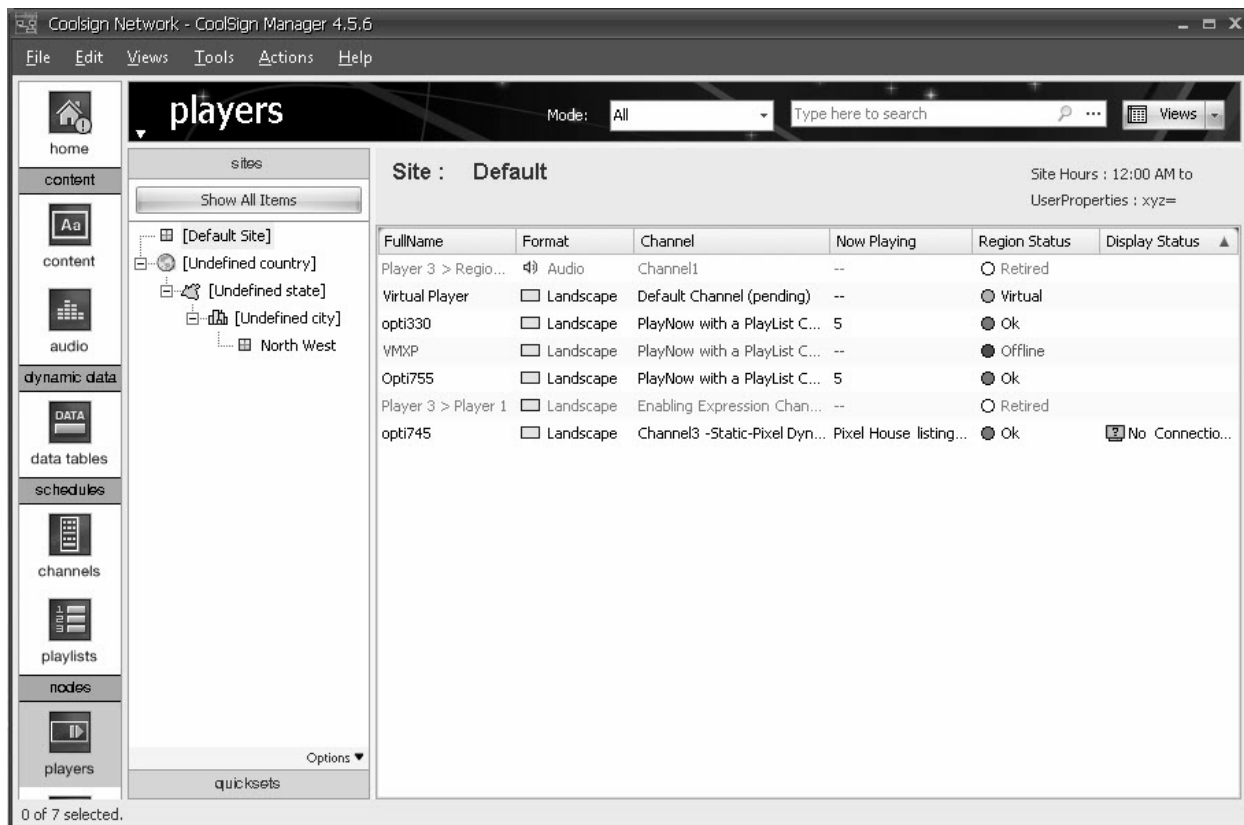 Coolsign Network - CoolSign Manager 4.5.6
File Edit Views Tools Actions Help
players
Mode: All
Type here to search
... Views
home
content
Aa
content
audio
dynamic data
DATA
data tables
schedules
channels
1
2
3
playlists
nodes
players
sites
Show All Items
[Default Site]
[Undefined country]
[Undefined state]
[Undefined city]
North West
Options
quicksets
Site : Default
Site Hours : 12:00 AM to
UserProperties : xyz=
FullName Format Channel Now Playing Region Status Display Status
Player 3 > Regio... Audio Channel1 -- Retired
Virtual Player Landscape Default Channel (pending) -- Virtual
opti330 Landscape PlayNow with a PlayList C... 5 Ok
VMXP Landscape PlayNow with a PlayList C... -- Offline
Opti755 Landscape PlayNow with a PlayList C... 5 Ok
Player 3 > Player 1 Landscape Enabling Expression Chan... -- Retired
opti745 Landscape Channel3 -Static-Pixel Dyn... Pixel House listing... Ok ? No Connectio...
0 of 7 selected.